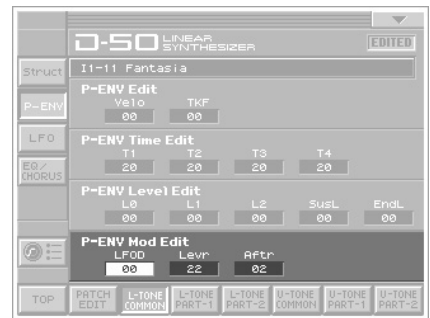 D-50 LINEAR SYNTHESIZER
EDITED
Struct
I1-11 Fantasia
P-ENV Edit
Velo TKF
P-ENV
00 00
LFO
P-ENV Time Edit
T1 T2 T3 T4
20 20 20 20
EQ/CHORUS
P-ENV Level Edit
L0 L1 L2 SusL EndL
00 00 00 00 00
P-ENV Mod Edit
LFOD Levr Aftr
00 22 02
TOP PATCH EDIT L-TONE COMMON L-TONE PART-1 L-TONE PART-2 U-TONE COMMON U-TONE PART-1 U-TONE PART-2